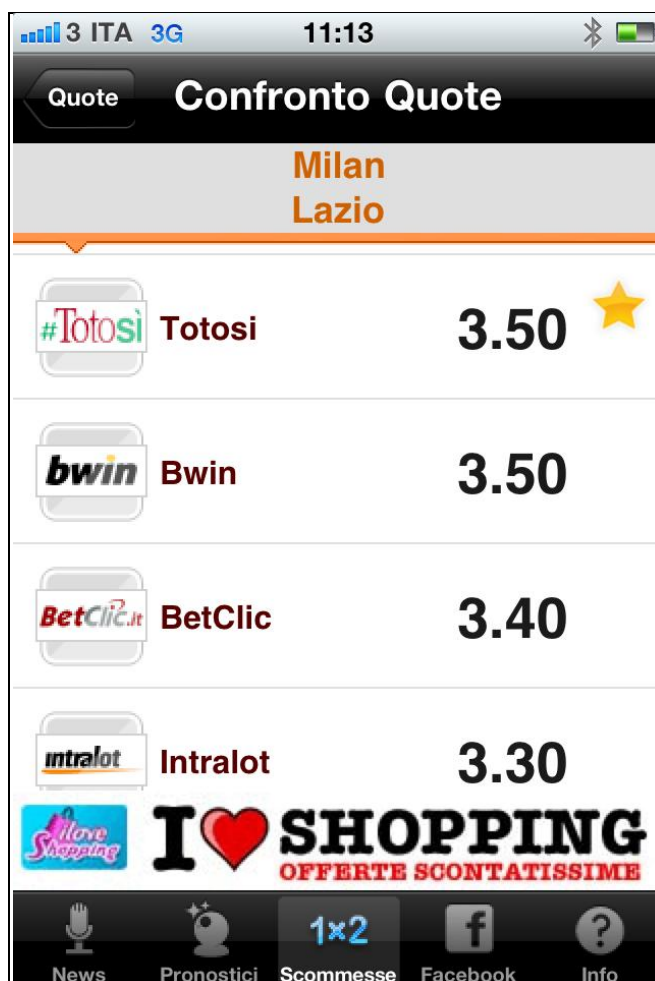 3 ITA 3G 11:13
Quote Confronto Quote
Milan
Lazio
#Totosì Totosi 3.50
bwin Bwin 3.50
BetClic.it BetClic 3.40
intralot Intralot 3.30
ilove
Shopping
I SHOPPING
OFFERTE SCONTATISSIME
1×2 f ?
News Pronostici Scommesse Facebook Info